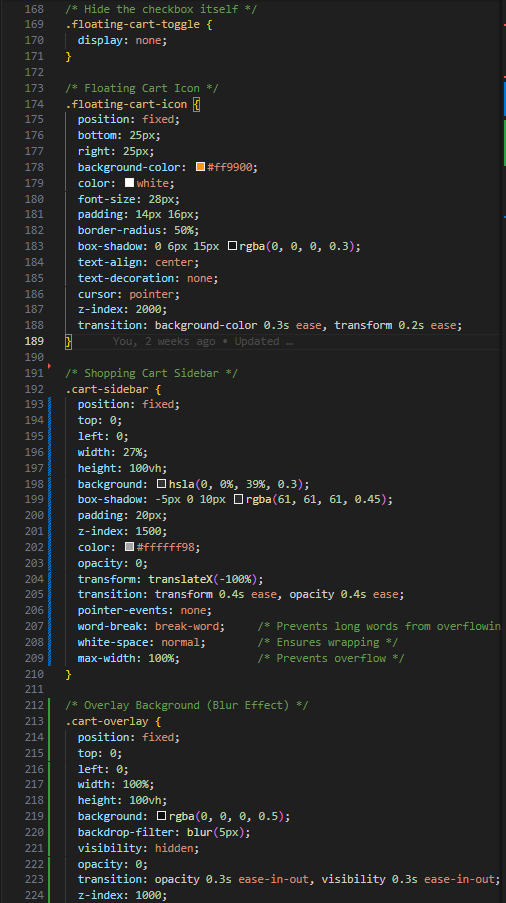 168 /* Hide the checkbox itself */
169 .floating-cart-toggle {
170 display: none;
171 }
172
173 /* Floating Cart Icon */
174 .floating-cart-icon {
175 position: fixed;
176 bottom: 25px;
177 right: 25px;
178 background-color: #ff9900;
179 color: white;
180 font-size: 28px;
181 padding: 14px 16px;
182 border-radius: 50%;
183 box-shadow: 0 6px 15px rgba(0, 0, 0, 0.3);
184 text-align: center;
185 text-decoration: none;
186 cursor: pointer;
187 z-index: 2000;
188 transition: background-color 0.3s ease, transform 0.2s ease;
189 } You, 2 weeks ago • Updated …
190
191 /* Shopping Cart Sidebar */
192 .cart-sidebar {
193 position: fixed;
194 top: 0;
195 left: 0;
196 width: 27%;
197 height: 100vh;
198 background: hsla(0, 0%, 39%, 0.3);
199 box-shadow: -5px 0 10px rgba(61, 61, 61, 0.45);
200 padding: 20px;
201 z-index: 1500;
202 color: #ffffff98;
203 opacity: 0;
204 transform: translateX(-100%);
205 transition: transform 0.4s ease, opacity 0.4s ease;
206 pointer-events: none;
207 word-break: break-word; /* Prevents long words from overflowin
208 white-space: normal; /* Ensures wrapping */
209 max-width: 100%; /* Prevents overflow */
210 }
211
212 /* Overlay Background (Blur Effect) */
213 .cart-overlay {
214 position: fixed;
215 top: 0;
216 left: 0;
217 width: 100%;
218 height: 100vh;
219 background: rgba(0, 0, 0, 0.5);
220 backdrop-filter: blur(5px);
221 visibility: hidden;
222 opacity: 0;
223 transition: opacity 0.3s ease-in-out, visibility 0.3s ease-in-out;
224 z-index: 1000;